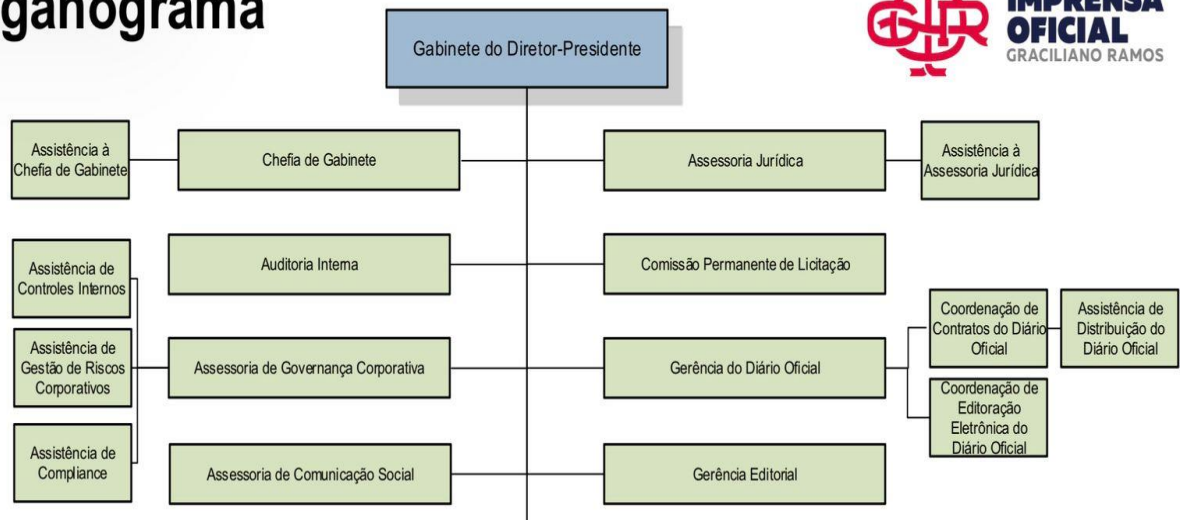 ganograma
IMPRENSA
OFICIAL
GRACILIANO RAMOS
Gabinete do Diretor-Presidente
Assistência à
Chefia de Gabinete
Chefia de Gabinete
Assessoria Jurídica
Assistência à
Assessoria Jurídica
Assistência de
Controles Internos
Auditoria Interna
Comissão Permanente de Licitação
Assistência de
Gestão de Riscos
Corporativos
Assessoria de Governança Corporativa
Gerência do Diário Oficial
Coordenação de
Contratos do Diário
Oficial
Assistência de
Distribuição do
Diário Oficial
Coordenação de
Editoração
Eletrônica do
Diário Oficial
Assistência de
Compliance
Assessoria de Comunicação Social
Gerência Editorial